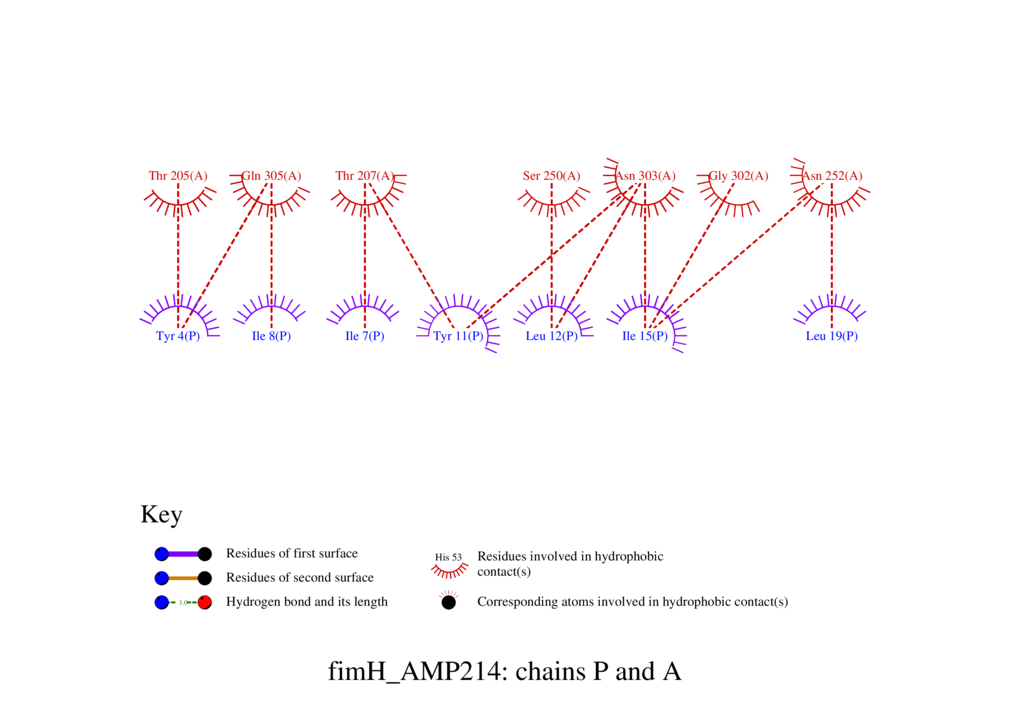 Thr 205(A) Gln 305(A) Thr 207(A) Ser 250(A) Asn 303(A) Gly 302(A) Asn 252(A)
Tyr 4(P) Ile 8(P) Ile 7(P) Tyr 11(P) Leu 12(P) Ile 15(P) Leu 19(P)
Key
Residues of first surface
Residues of second surface
3.0
Hydrogen bond and its length
His 53
Residues involved in hydrophobic
contact(s)
Corresponding atoms involved in hydrophobic contact(s)
fimH_AMP214: chains P and A